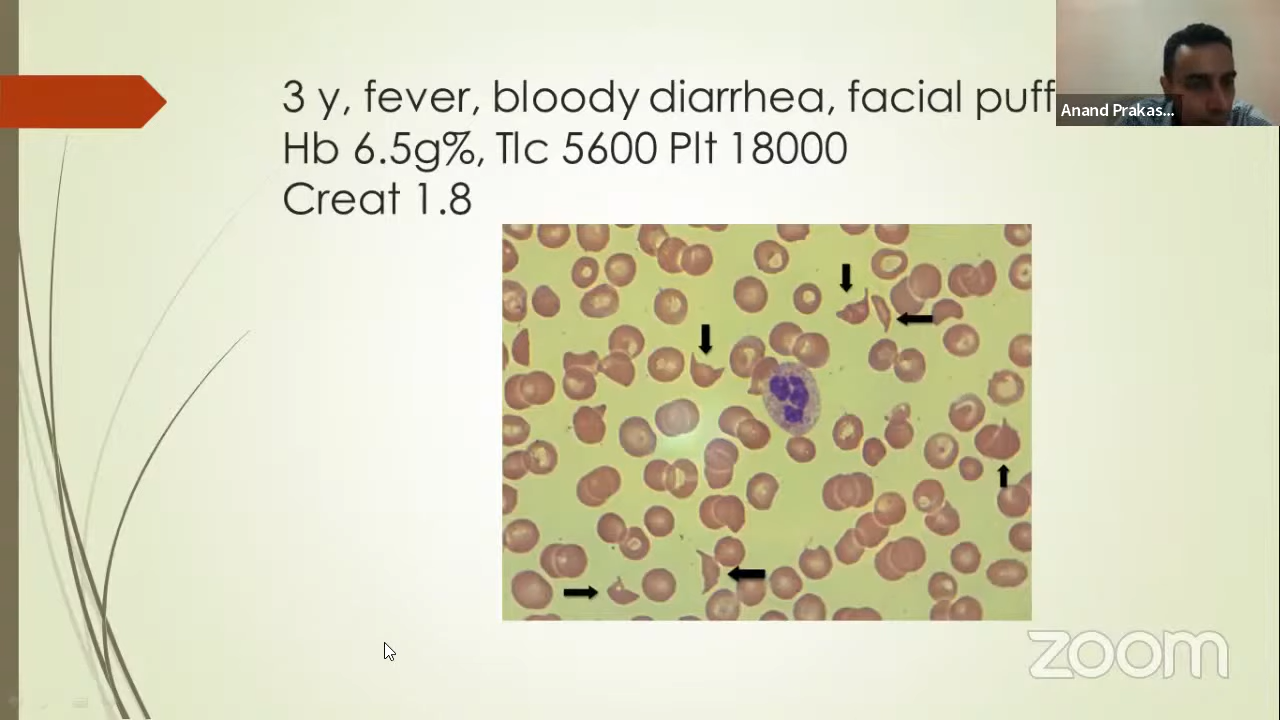 3 y, fever, bloody diarrhea, facial puff
Hb 6.5g%, Tlc 5600 Plt 18000
Creat 1.8
Anand Prakas...
zoom